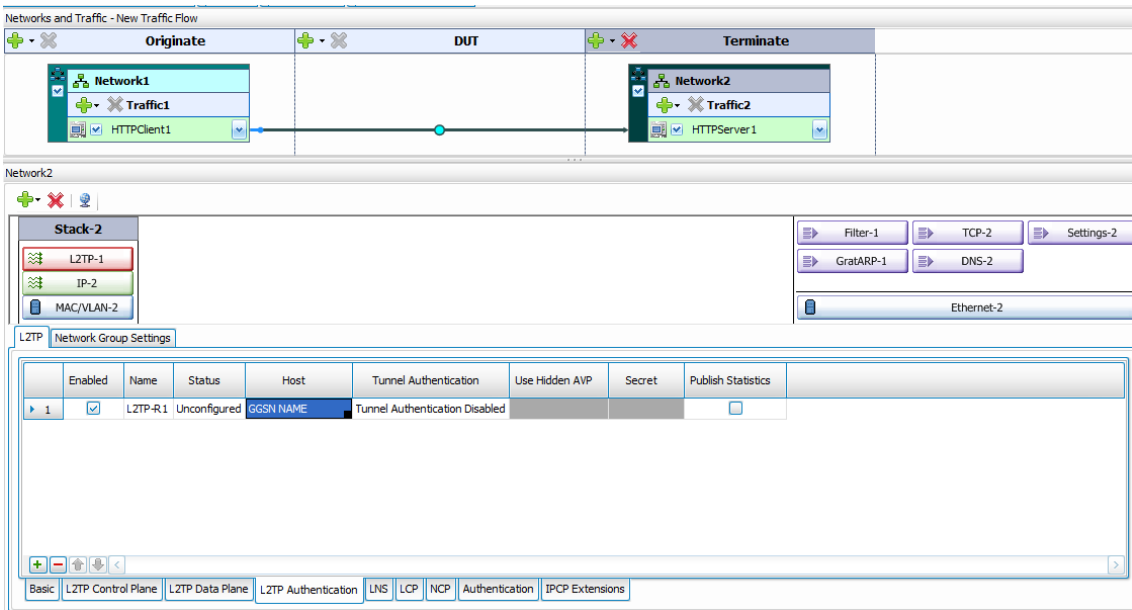 Networks and Traffic - New Traffic Flow
Originate DUT Terminate
Network1 Network2
Traffic1 Traffic2
HTTPClient1 HTTPServer1
Network2
Stack-2 Filter-1 TCP-2 Settings-2
L2TP-1 GratARP-1 DNS-2
IP-2
MAC/VLAN-2 Ethernet-2
L2TP Network Group Settings
Enabled Name Status Host Tunnel Authentication Use Hidden AVP Secret Publish Statistics
1 L2TP-R1 Unconfigured GGSN NAME Tunnel Authentication Disabled
Basic L2TP Control Plane L2TP Data Plane L2TP Authentication LNS LCP NCP Authentication IPCP Extensions